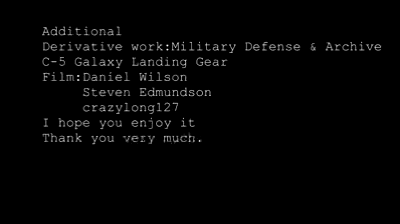 Additional
Derivative work:Military Defense & Archive
C-5 Galaxy Landing Gear
Film:Daniel Wilson
Steven Edmundson
crazylong127
I hope you enjoy it
Thank you very much.